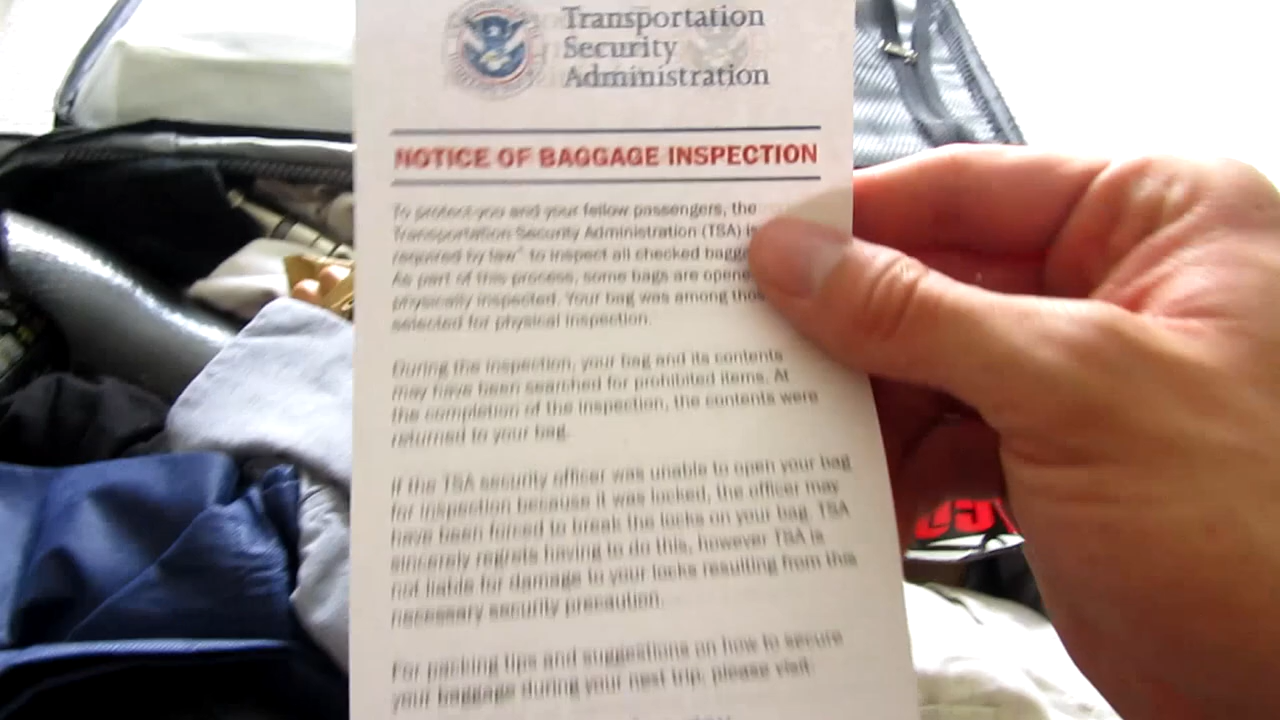 Transportation
Security
Administration
NOTICE OF BAGGAGE INSPECTION
To protect you and your fellow passengers, the
Transportation Security Administration (TSA) is
required by law* to inspect all checked bagga
As part of this process, some bags are opene
physically inspected. Your bag was among thos
selected for physical inspection.
During the inspection, your bag and its contents
may have been searched for prohibited items. At
the completion of the inspection, the contents were
returned to your bag.
If the TSA security officer was unable to open your bag
for inspection because it was locked, the officer may
have been forced to break the locks on your bag. TSA
sincerely regrets having to do this, however TSA is
not liable for damage to your locks resulting from this
necessary security precaution.
For packing tips and suggestions on how to secure
your baggage during your next trip, please visit: